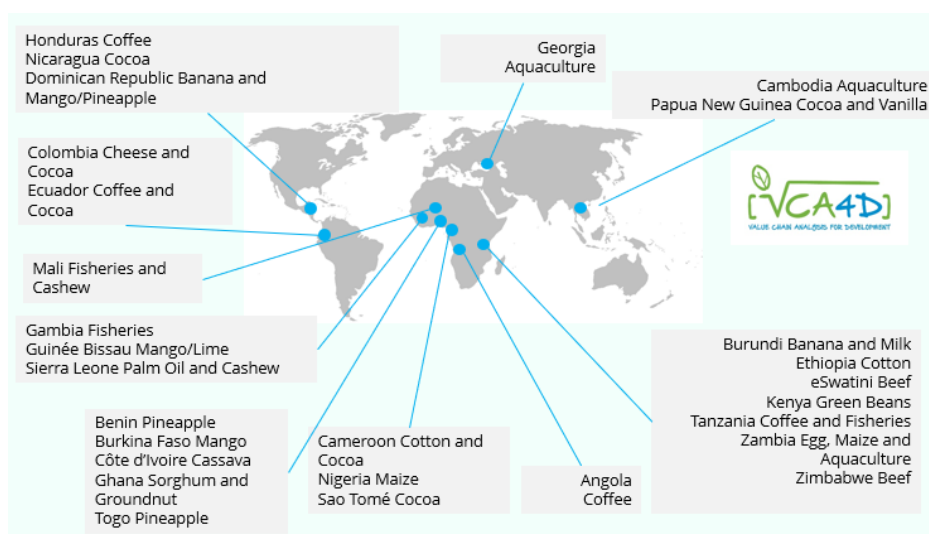 Honduras Coffee
Nicaragua Cocoa
Dominican Republic Banana and
Mango/Pineapple
Georgia
Aquaculture
Cambodia Aquaculture
Papua New Guinea Cocoa and Vanilla
Colombia Cheese and
Cocoa
Ecuador Coffee and
Cocoa
VCA4D
VALUE CHAIN ANALYSIS FOR DEVELOPMENT
Mali Fisheries and
Cashew
Gambia Fisheries
Guinée Bissau Mango/Lime
Sierra Leone Palm Oil and Cashew
Burundi Banana and Milk
Ethiopia Cotton
eSwatini Beef
Kenya Green Beans
Tanzania Coffee and Fisheries
Zambia Egg, Maize and
Aquaculture
Zimbabwe Beef
Benin Pineapple
Burkina Faso Mango
Côte d’Ivoire Cassava
Ghana Sorghum and
Groundnut
Togo Pineapple
Cameroon Cotton and
Cocoa
Nigeria Maize
Sao Tomé Cocoa
Angola
Coffee